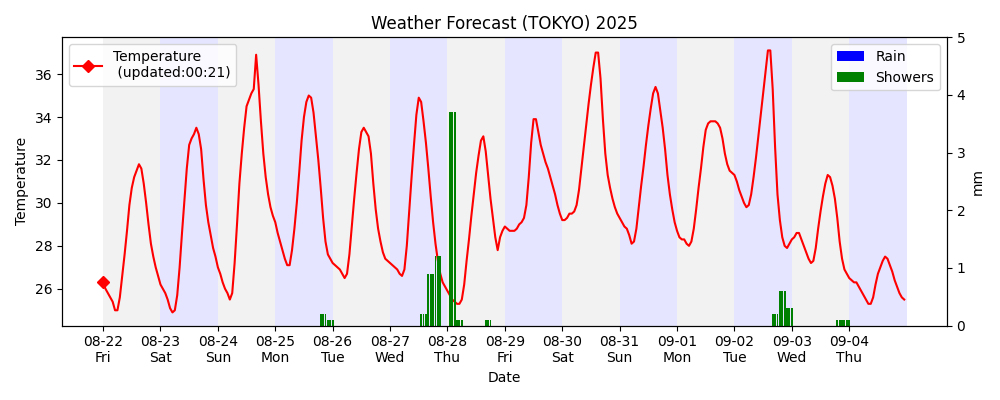 Weather Forecast (TOKYO) 2025
Temperature
(updated:00:21)
Rain
Showers
Temperature
36
34
32
30
28
26
5
4
3
2
1
0
mm
08-22 08-23 08-24 08-25 08-26 08-27 08-28 08-29 08-30 08-31 09-01 09-02 09-03 09-04
Fri Sat Sun Mon Tue Wed Thu Fri Sat Sun Mon Tue Wed Thu
Date